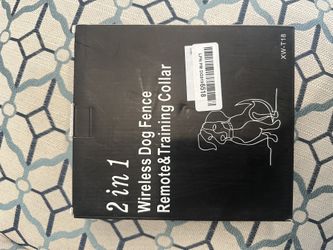 2 in 1
Wireless Dog Fence
Remote&Training Collar
XW-T18